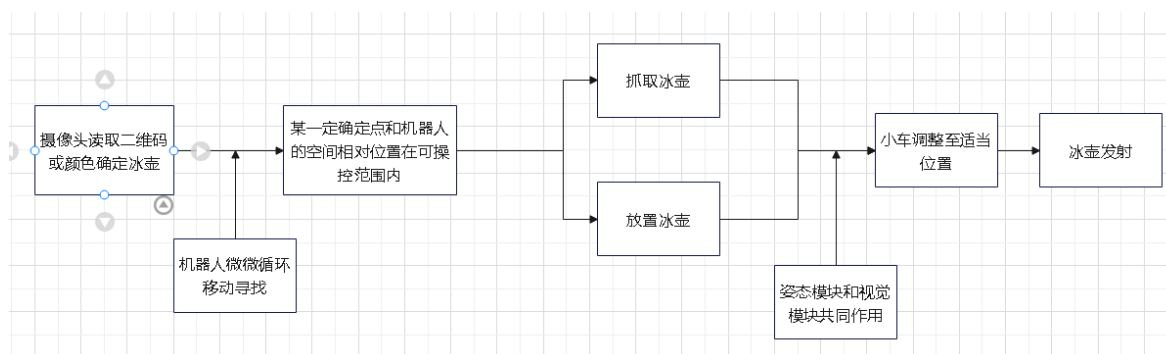 摄像头读取二维码
或颜色确定冰壶
机器人微微循环
移动寻找
某一定确定点和机器人
的空间相对位置在可操
控范围内
抓取冰壶
放置冰壶
姿态模块和视觉
模块共同作用
小车调整至适当
位置
冰壶发射